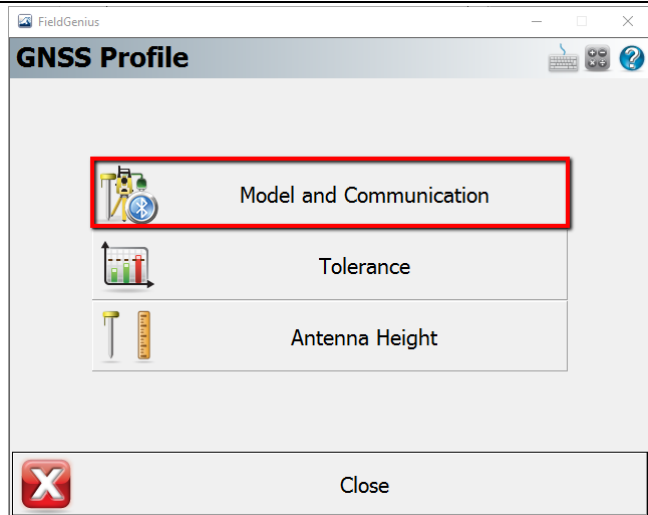 FieldGenius
GNSS Profile
Model and Communication
Tolerance
Antenna Height
Close